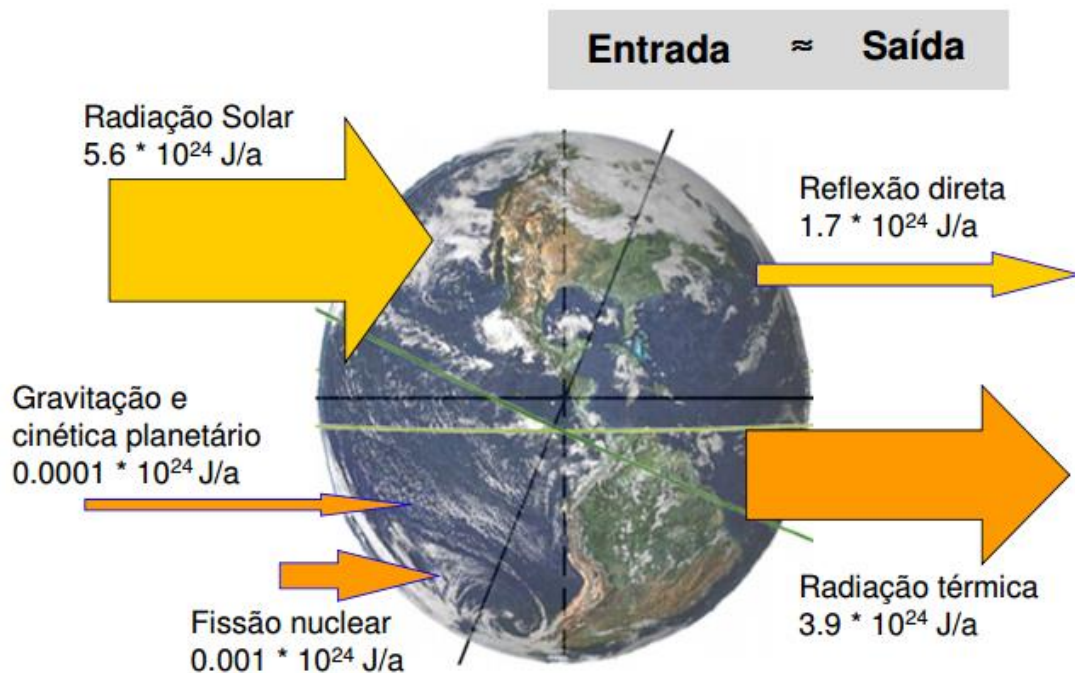 Entrada ≈ Saída
Radiação Solar
5.6 * 10²⁴ J/a
Reflexão direta
1.7 * 10²⁴ J/a
Gravitação e
cinética planetário
0.0001 * 10²⁴ J/a
Fissão nuclear
0.001 * 10²⁴ J/a
Radiação térmica
3.9 * 10²⁴ J/a